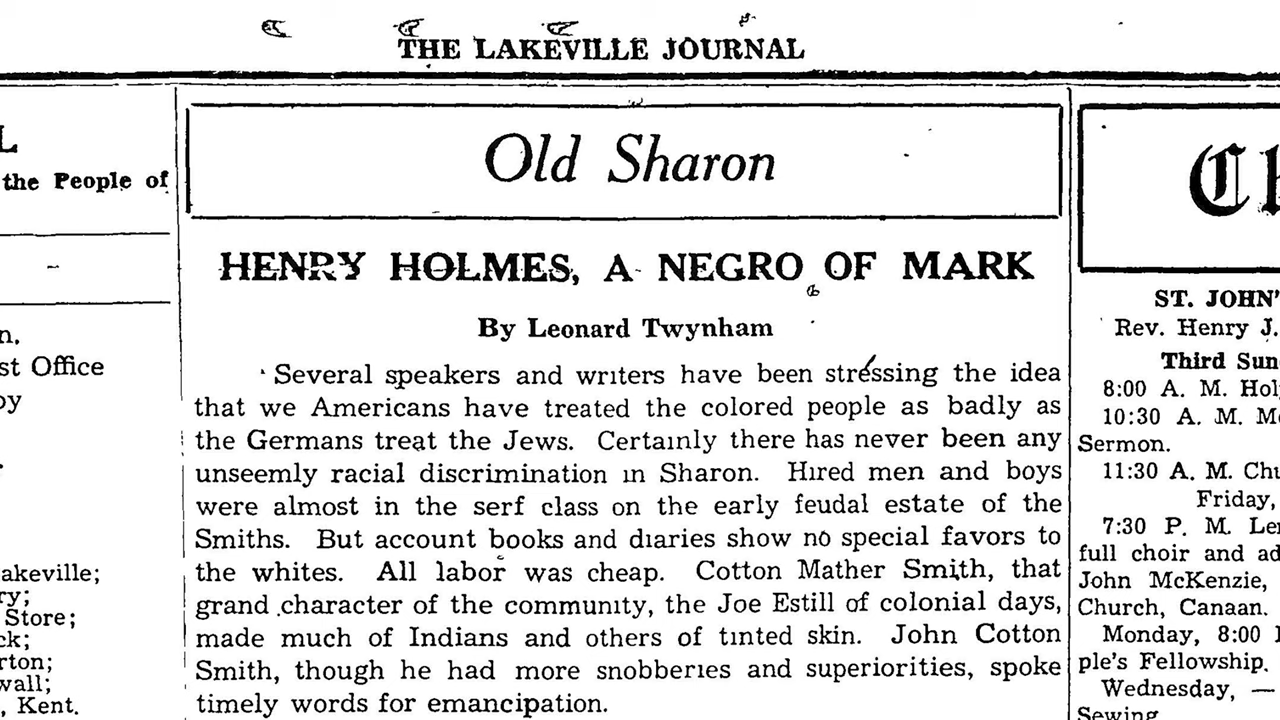 THE LAKEVILLE JOURNAL
L
the People of
n.
st Office
oy
akeville;
ry;
Store;
ck;
rton;
wall;
, Kent.
Old Sharon
HENRY HOLMES, A NEGRO OF MARK
By Leonard Twynham
Several speakers and writers have been stressing the idea
that we Americans have treated the colored people as badly as
the Germans treat the Jews. Certainly there has never been any
unseemly racial discrimination in Sharon. Hired men and boys
were almost in the serf class on the early feudal estate of the
Smiths. But account books and diaries show no special favors to
the whites. All labor was cheap. Cotton Mather Smith, that
grand character of the community, the Joe Estill of colonial days,
made much of Indians and others of tinted skin. John Cotton
Smith, though he had more snobberies and superiorities, spoke
timely words for emancipation.
Ch
ST. JOHN'
Rev. Henry J.
Third Sun
8:00 A. M. Hol
10:30 A. M. Mo
Sermon.
11:30 A. M. Chu
Friday,
7:30 P. M. Le
full choir and ad
John McKenzie,
Church, Canaan.
Monday, 8:00
ple's Fellowship.
Wednesday, —
Sewing